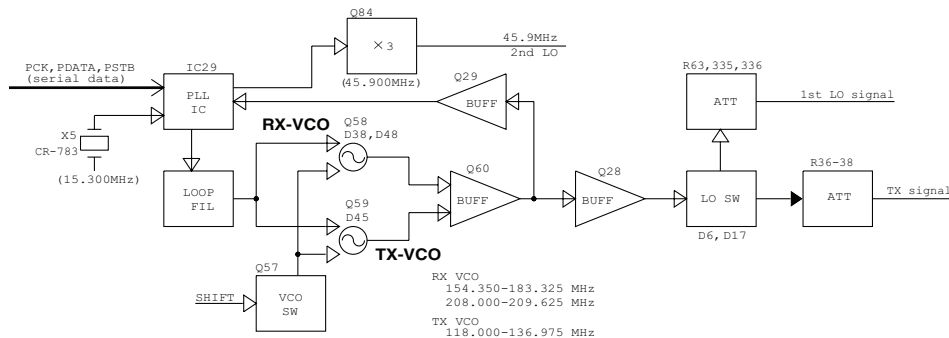 Q84
45.9MHz
×3
2nd LO
PCK,PDATA,PSTB
(serial data)
IC29
(45.900MHz)
Q29
R63,335,336
PLL
IC
BUFF
ATT
1st LO signal
X5
CR-783
RX-VCO
Q58
D38,D48
(15.300MHz)
LOOP
FIL
Q60
BUFF
Q28
BUFF
LO SW
D6,D17
R36-38
ATT
TX signal
Q59
D45
TX-VCO
Q57
SHIFT
VCO
SW
RX VCO
154.350-183.325 MHz
208.000-209.625 MHz
TX VCO
118.000-136.975 MHz